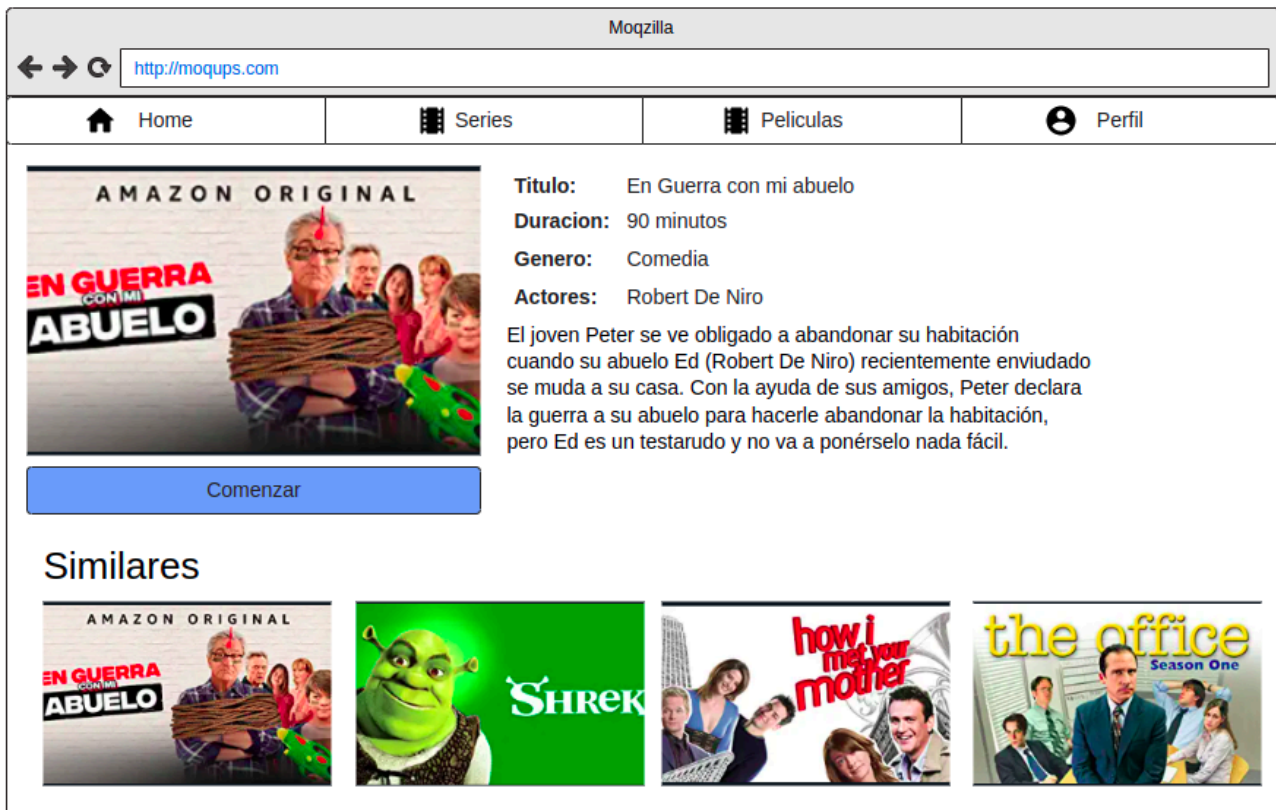 Moqzilla
http://moqups.com
Home
Series
Peliculas
Perfil
AMAZON ORIGINAL
EN GUERRA
CON MI
ABUELO
Titulo: En Guerra con mi abuelo
Duracion: 90 minutos
Genero: Comedia
Actores: Robert De Niro
El joven Peter se ve obligado a abandonar su habitación
cuando su abuelo Ed (Robert De Niro) recientemente enviudado
se muda a su casa. Con la ayuda de sus amigos, Peter declara
la guerra a su abuelo para hacerle abandonar la habitación,
pero Ed es un testarudo y no va a ponérselo nada fácil.
Comenzar
Similares
AMAZON ORIGINAL
EN GUERRA
CON MI
ABUELO
SHREK
how i
met your
mother
the office
Season One